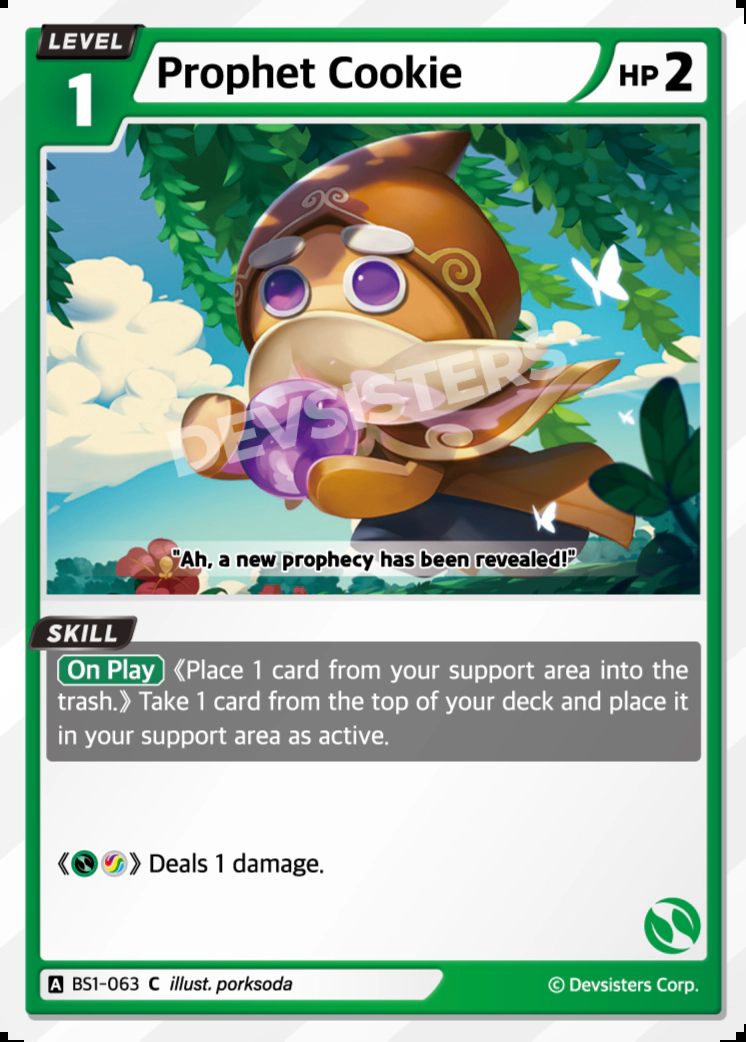 LEVEL
1
Prophet Cookie
HP 2
DEVSISTERS
"Ah, a new prophecy has been revealed!"
SKILL
On Play 《Place 1 card from your support area into the
trash.》 Take 1 card from the top of your deck and place it
in your support area as active.
《 》 Deals 1 damage.
A BS1-063 C illust. porksoda
© Devsisters Corp.